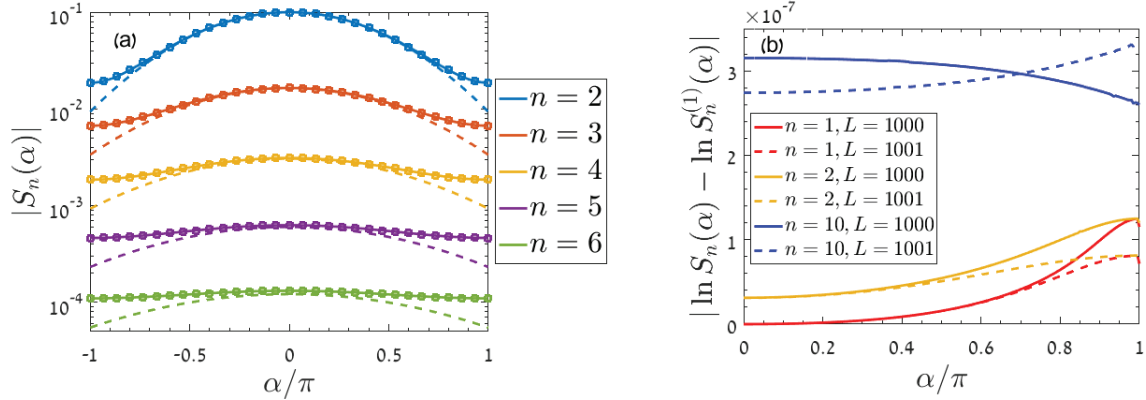 (a)
10^{-1}
10^{-2}
10^{-3}
10^{-4}
|S_n(α)|
-1 -0.5 0 0.5 1
α/π
n = 2
n = 3
n = 4
n = 5
n = 6
×10^{-7}
(b)
3
2
1
0
| ln S_n(α) − ln S_n^{(1)}(α)|
n = 1, L = 1000
n = 1, L = 1001
n = 2, L = 1000
n = 2, L = 1001
n = 10, L = 1000
n = 10, L = 1001
0 0.2 0.4 0.6 0.8 1
α/π